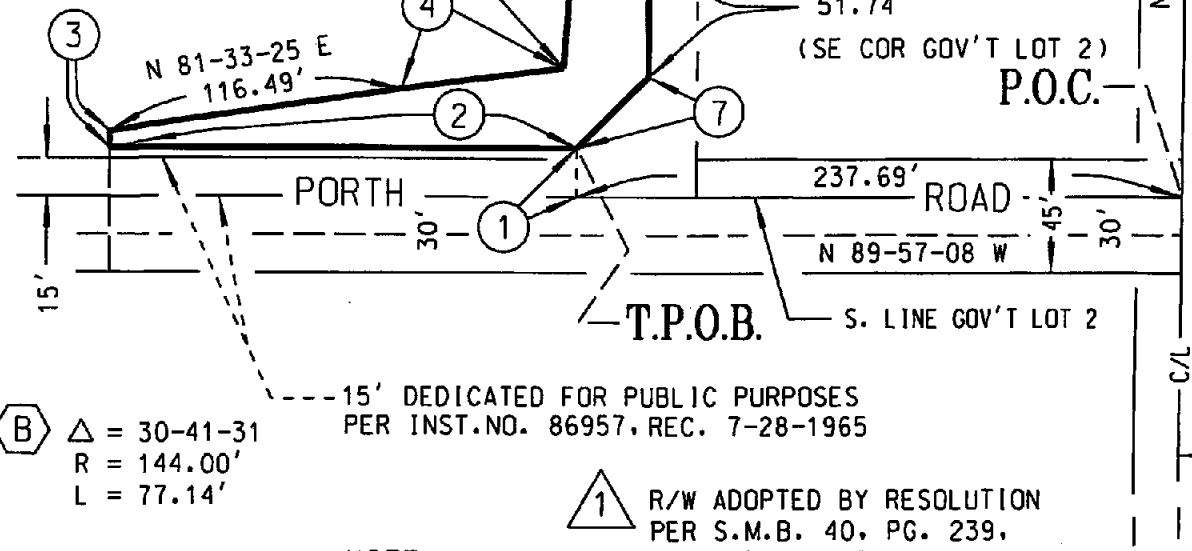 51.74
N
(SE COR GOV'T LOT 2)
P.O.C.
3
4
N 81-33-25 E
116.49'
2
7
237.69'
PORTH
ROAD
1
30'
45'
30'
N 89-57-08 W
15'
T.P.O.B.
S. LINE GOV'T LOT 2
C/L
15' DEDICATED FOR PUBLIC PURPOSES
PER INST.NO. 86957, REC. 7-28-1965
B
△ = 30-41-31
R = 144.00'
L = 77.14'
1
R/W ADOPTED BY RESOLUTION
PER S.M.B. 40, PG. 239,